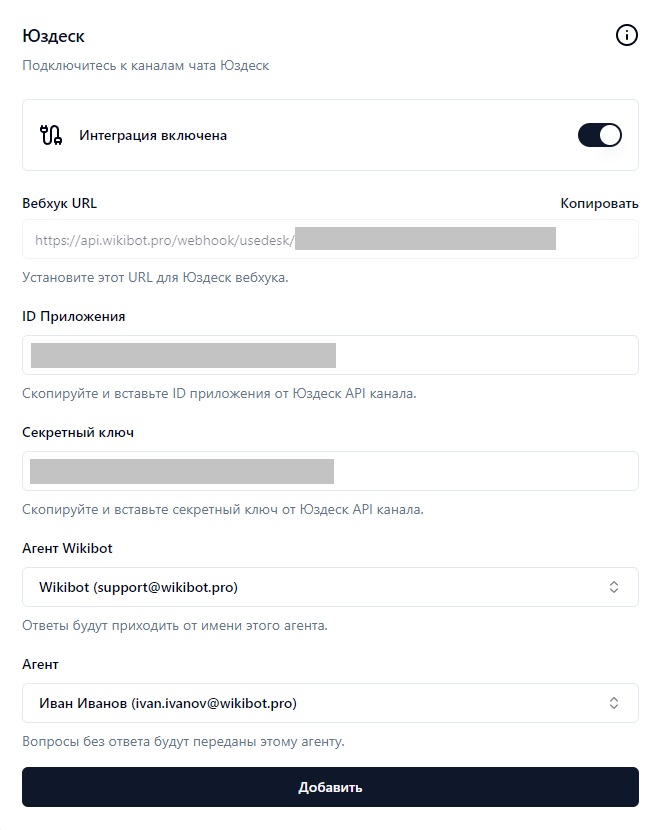 Юздеск
Подключитесь к каналам чата Юздеск
Интеграция включена
Вебхук URL
Копировать
https://api.wikibot.pro/webhook/usedesk/
Установите этот URL для Юздеск вебхука.
ID Приложения
Скопируйте и вставьте ID приложения от Юздеск API канала.
Секретный ключ
Скопируйте и вставьте секретный ключ от Юздеск API канала.
Агент Wikibot
Wikibot (support@wikibot.pro)
Ответы будут приходить от имени этого агента.
Агент
Иван Иванов (ivan.ivanov@wikibot.pro)
Вопросы без ответа будут переданы этому агенту.
Добавить